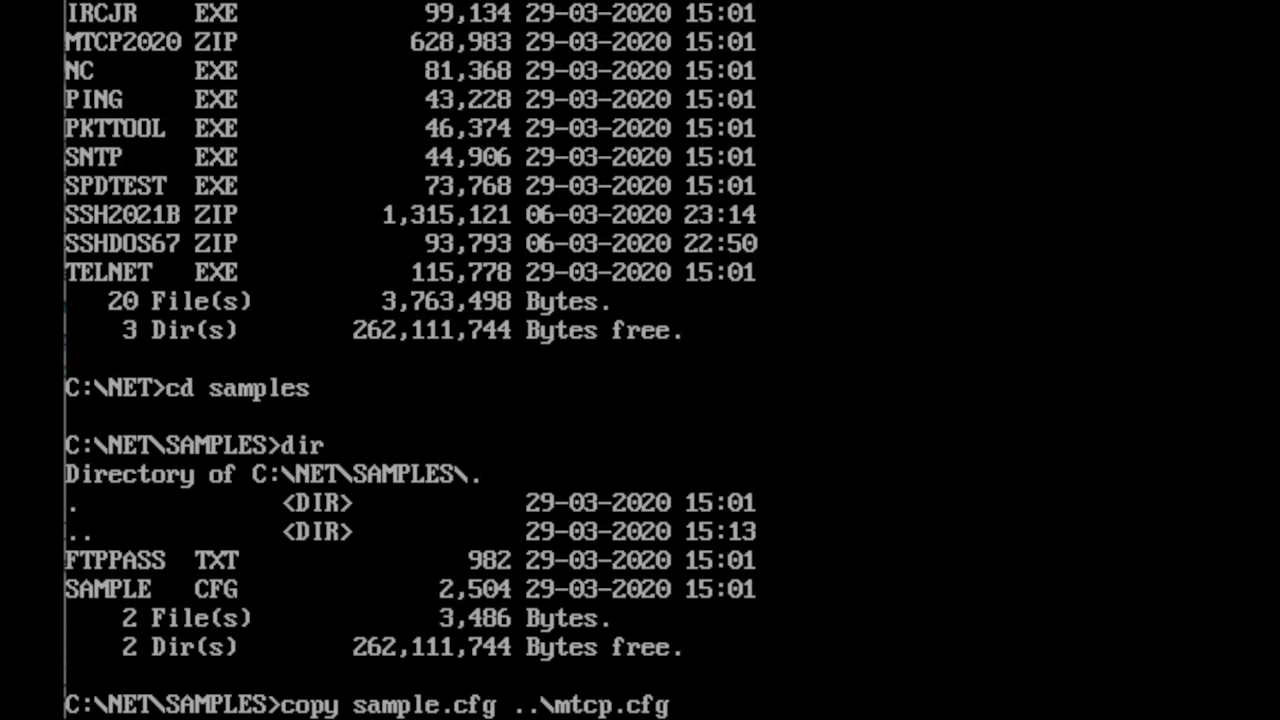 IRCJR    EXE             99,134 29-03-2020 15:01
MTCP2020 ZIP            628,983 29-03-2020 15:01
NC       EXE             81,368 29-03-2020 15:01
PING     EXE             43,228 29-03-2020 15:01
PKTTOOL  EXE             46,374 29-03-2020 15:01
SNTP     EXE             44,906 29-03-2020 15:01
SPDTEST  EXE             73,768 29-03-2020 15:01
SSH2021B ZIP          1,315,121 06-03-2020 23:14
SSHDOS67 ZIP             93,793 06-03-2020 22:50
TELNET   EXE            115,778 29-03-2020 15:01
   20 File(s)         3,763,498 Bytes.
    3 Dir(s)        262,111,744 Bytes free.
C:\NET>cd samples
C:\NET\SAMPLES>dir
Directory of C:\NET\SAMPLES\.
.              <DIR>            29-03-2020 15:01
..             <DIR>            29-03-2020 15:13
FTPPASS  TXT                982 29-03-2020 15:01
SAMPLE   CFG              2,504 29-03-2020 15:01
    2 File(s)             3,486 Bytes.
    2 Dir(s)        262,111,744 Bytes free.
C:\NET\SAMPLES>copy sample.cfg ..\mtcp.cfg